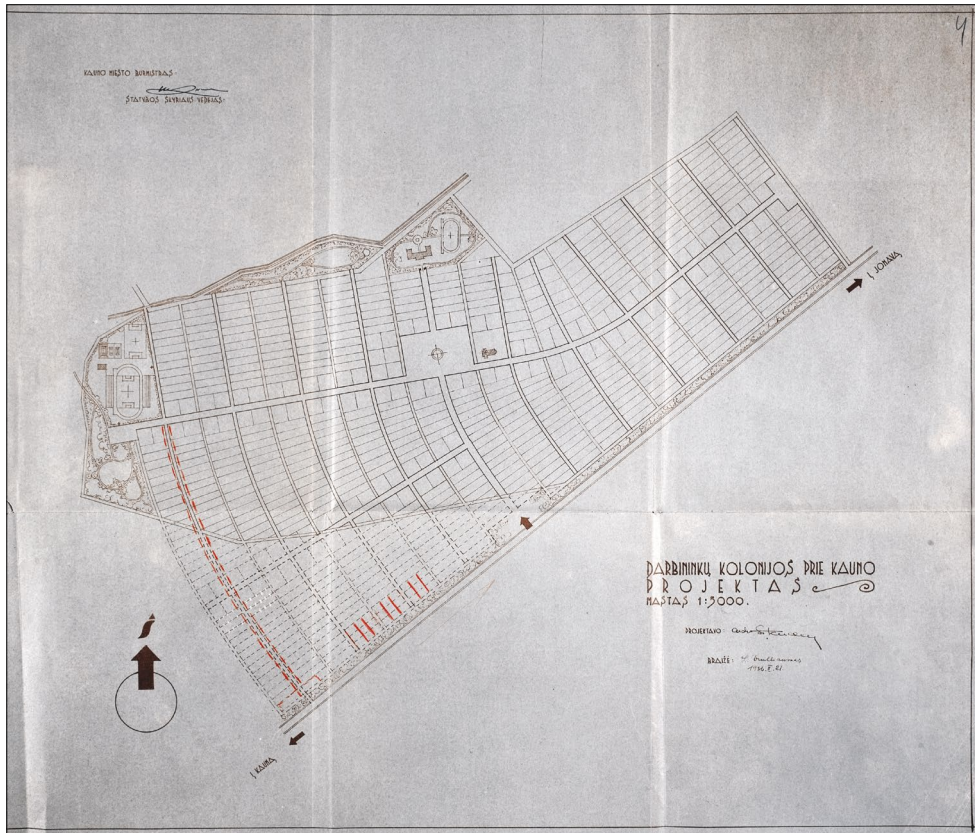 4
KAUNO MIESTO BURMISTRAS
STATYBOS SKYRIAUS VEDĖJAS
Į JONAVĄ
DARBININKŲ KOLONIJOS PRIE KAUNO
PROJEKTAS
MASTAS 1:5000.
PROJEKTAVO:
BRAIŽĖ:
Į KAUNĄ
Š